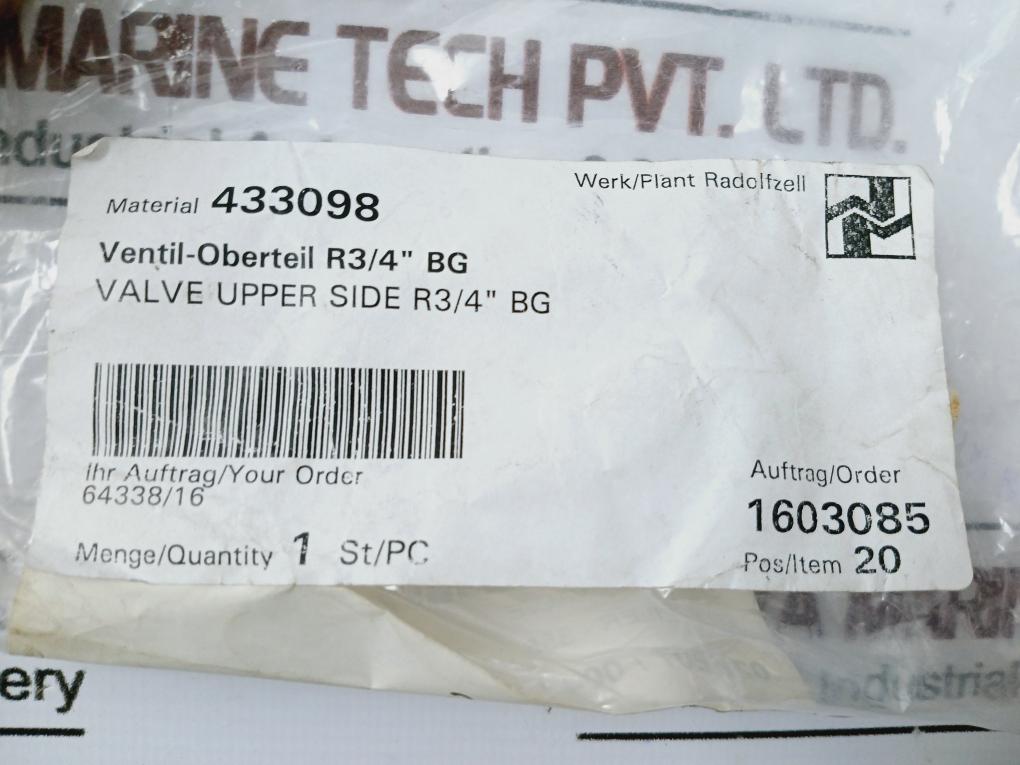 MARINE TECH PVT. LTD.
Werk/Plant Radolfzell
Material 433098
Ventil-Oberteil R3/4" BG
VALVE UPPER SIDE R3/4" BG
Ihr Auftrag/Your Order
64338/16
Auftrag/Order
1603085
Menge/Quantity 1 St/PC
Pos/Item 20
A MARI
Industrial
ery